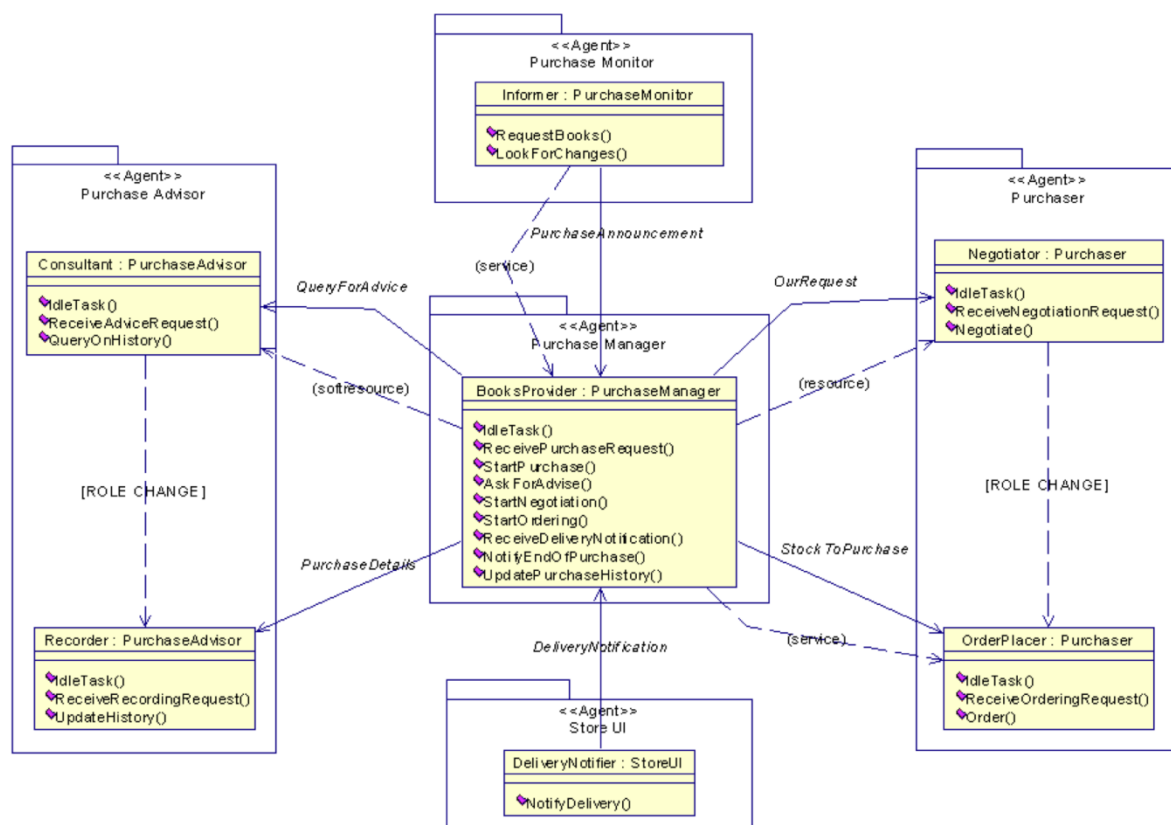 <<Agent>>
Purchase Monitor
Informer : PurchaseMonitor
RequestBooks()
LookForChanges()
<<Agent>>
Purchase Advisor
Consultant : PurchaseAdvisor
IdleTask()
ReceiveAdviceRequest()
QueryOnHistory()
[ROLE CHANGE]
Recorder : PurchaseAdvisor
IdleTask()
ReceiveRecordingRequest()
UpdateHistory()
PurchaseAnnouncement
(service)
QueryForAdvice
(softresource)
PurchaseDetails
<<Agent>>
Purchase Manager
BooksProvider : PurchaseManager
IdleTask()
ReceivePurchaseRequest()
StartPurchase()
AskForAdvise()
StartNegotiation()
StartOrdering()
ReceiveDeliveryNotification()
NotifyEndOfPurchase()
UpdatePurchaseHistory()
OurRequest
(resource)
StockToPurchase
(service)
DeliveryNotification
<<Agent>>
Purchaser
Negotiator : Purchaser
IdleTask()
ReceiveNegotiationRequest()
Negotiate()
[ROLE CHANGE]
OrderPlacer : Purchaser
IdleTask()
ReceiveOrderingRequest()
Order()
<<Agent>>
Store UI
DeliveryNotifier : StoreUI
NotifyDelivery()